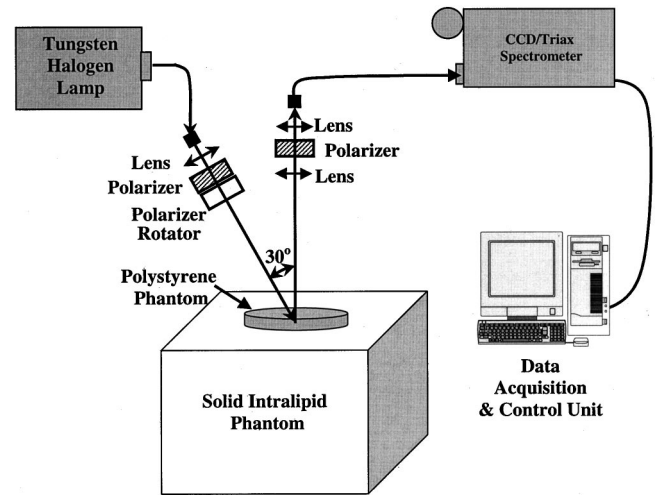 Tungsten
Halogen
Lamp
CCD/Triax
Spectrometer
Lens
Polarizer
Lens
Lens
Polarizer
Polarizer
Rotator
30º
Polystyrene
Phantom
Solid Intralipid
Phantom
Data
Acquisition
& Control Unit